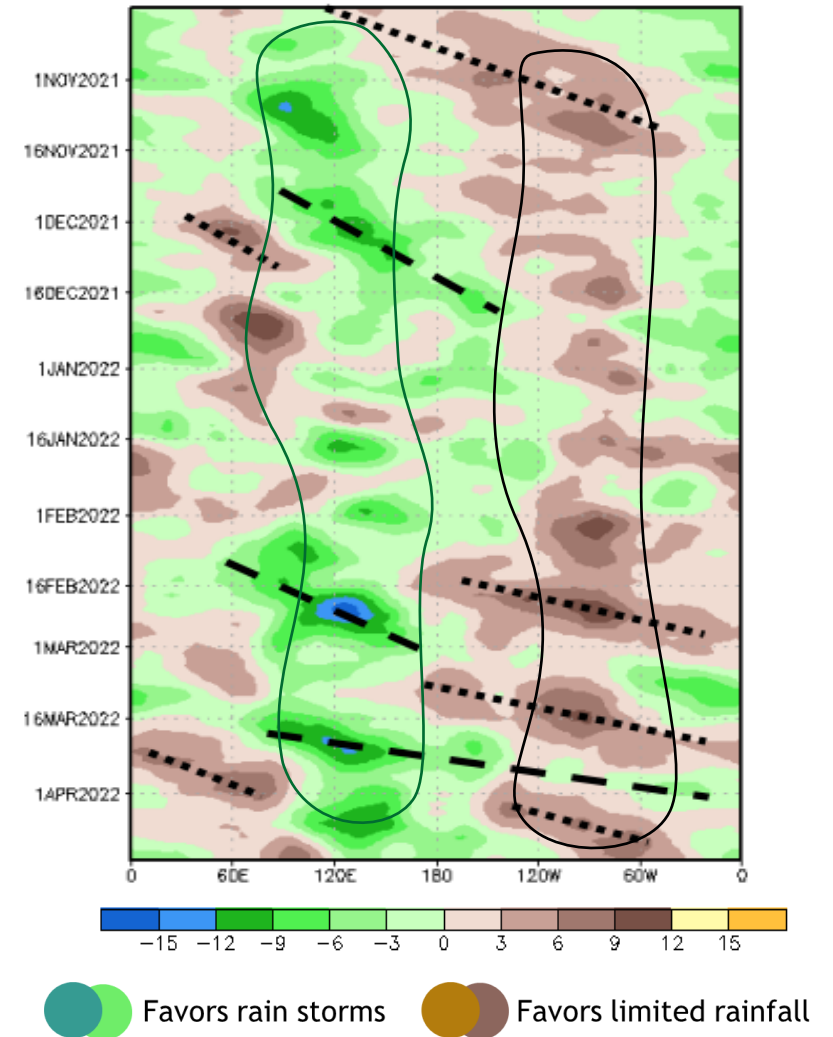 1NOV2021
16NOV2021
1DEC2021
16DEC2021
1JAN2022
16JAN2022
1FEB2022
16FEB2022
1MAR2022
16MAR2022
1APR2022
0 60E 120E 180 120W 60W 0
−15 −12 −9 −6 −3 0 3 6 9 12 15
Favors rain storms Favors limited rainfall